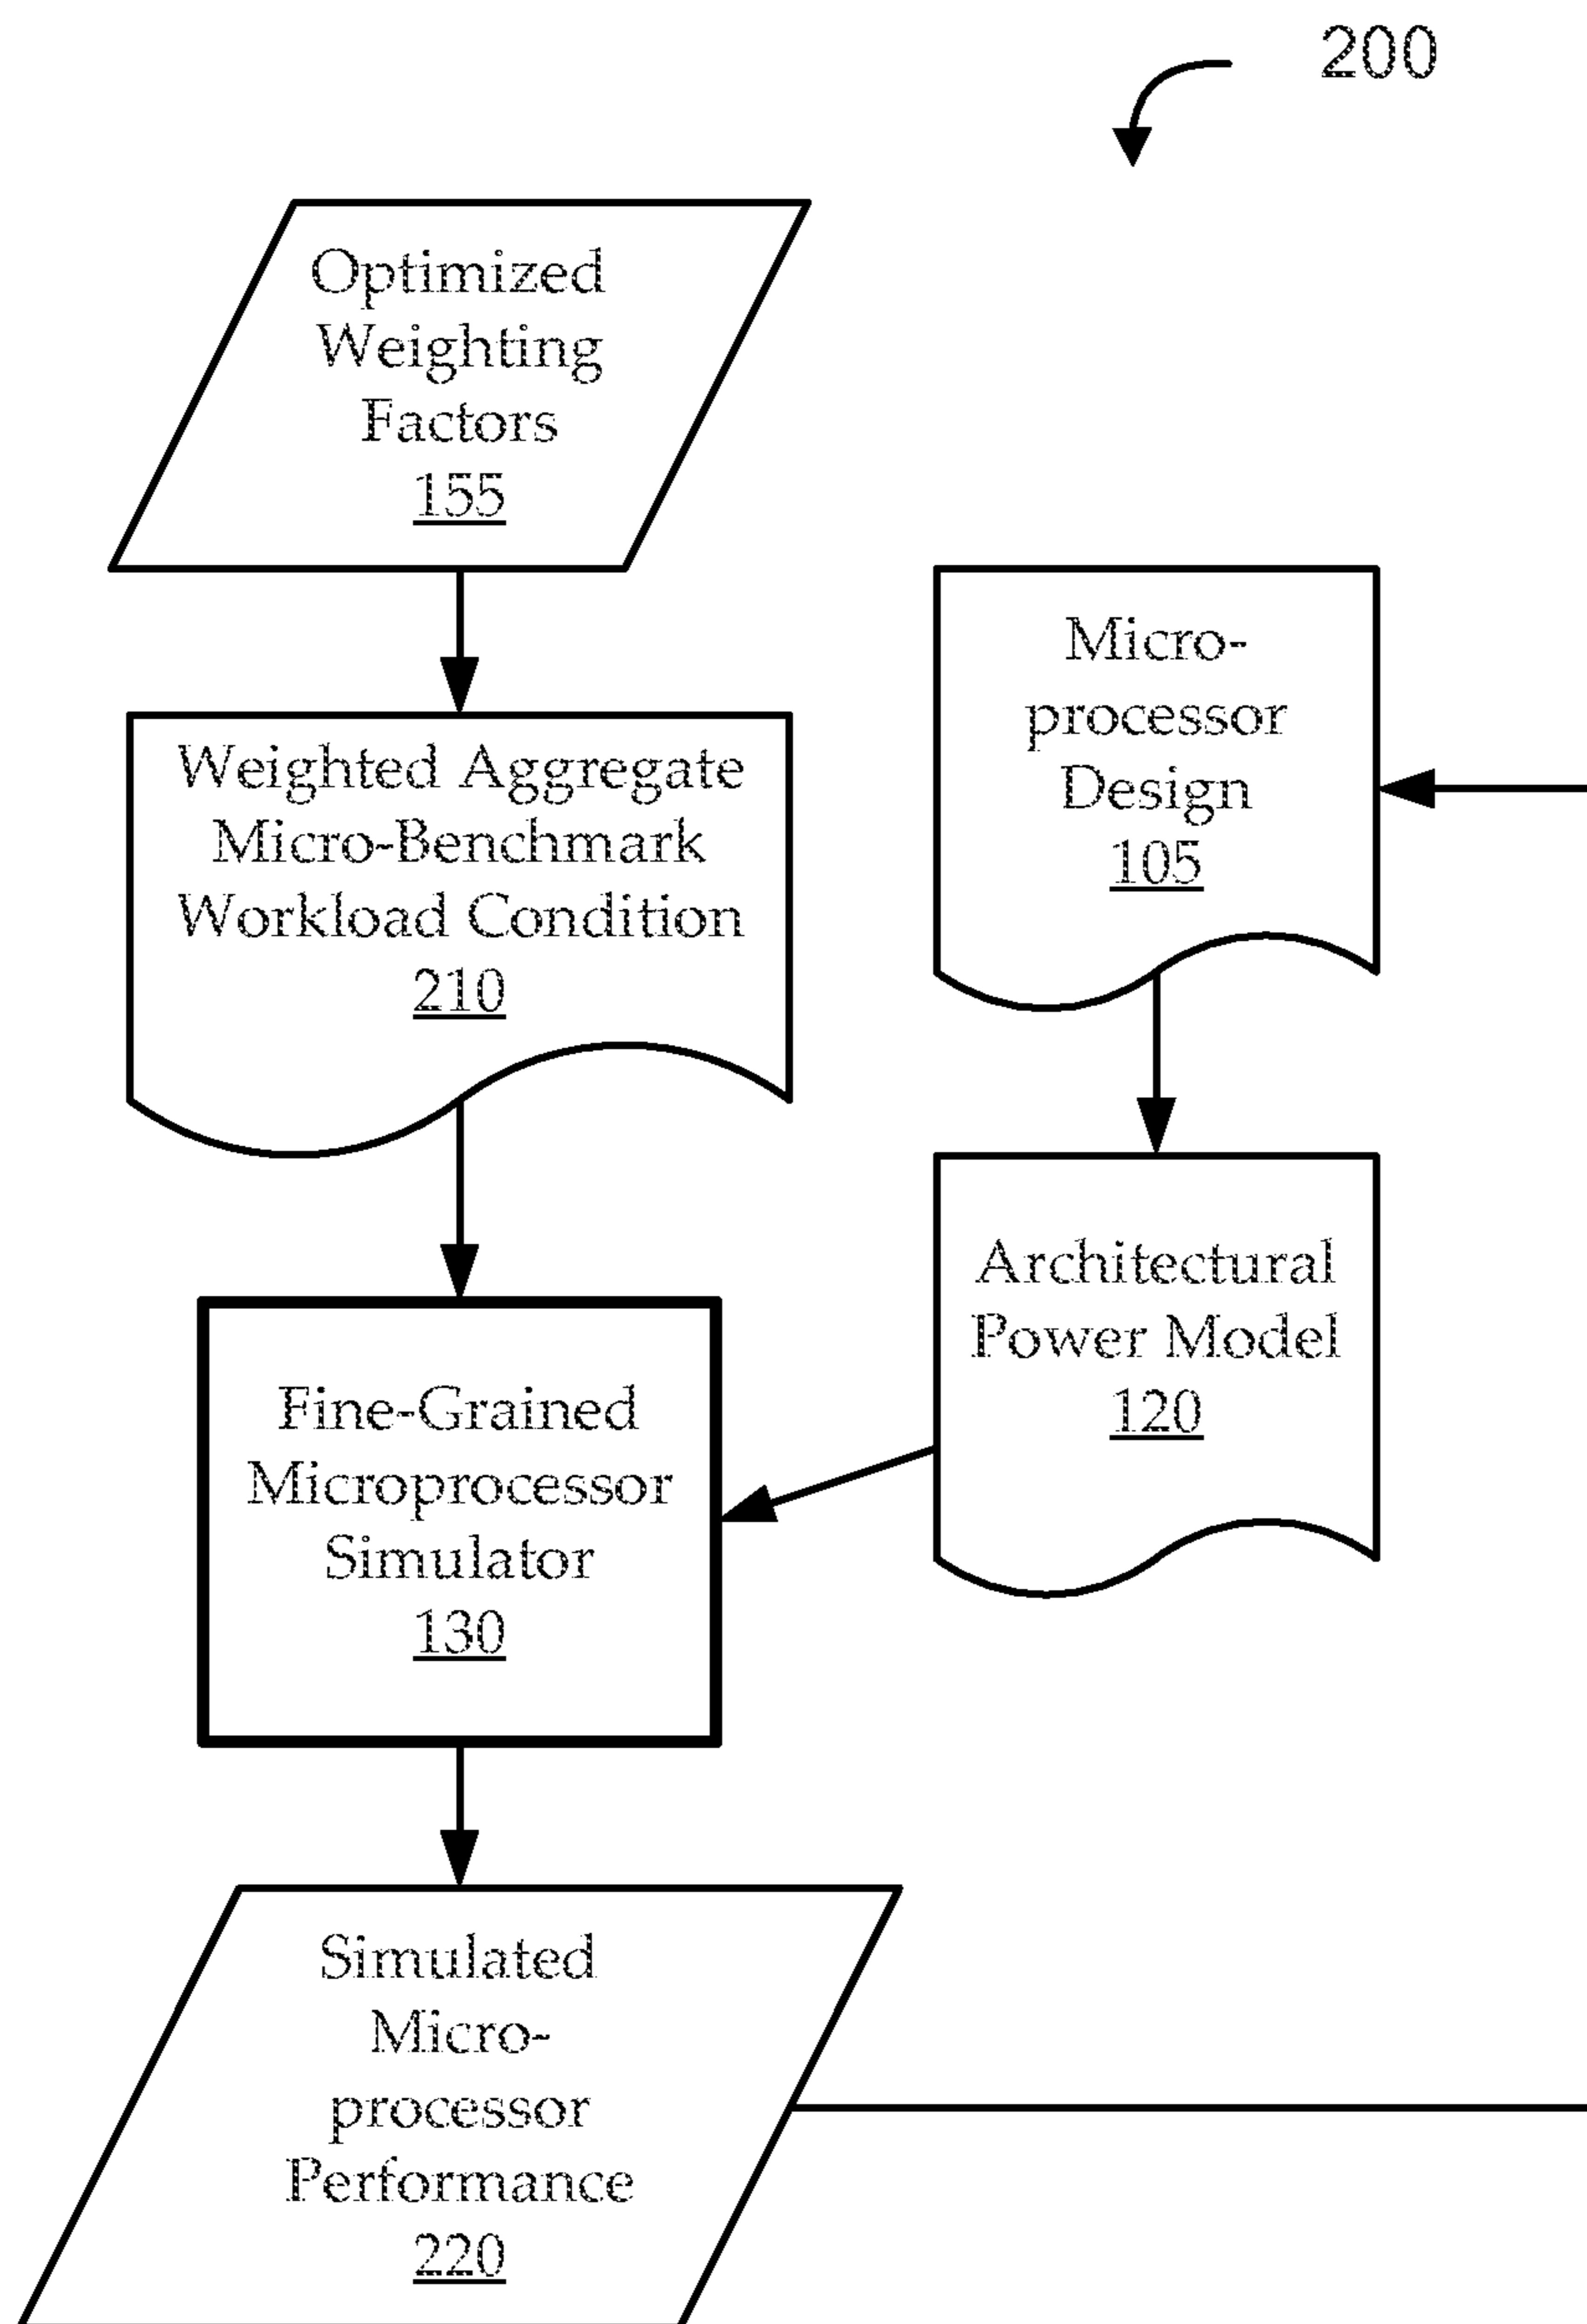 200
Optimized
Weighting
Factors
155
Weighted Aggregate
Micro-Benchmark
Workload Condition
210
Micro-
processor
Design
105
Architectural
Power Model
120
Fine-Grained
Microprocessor
Simulator
130
Simulated
Micro-
processor
Performance
220